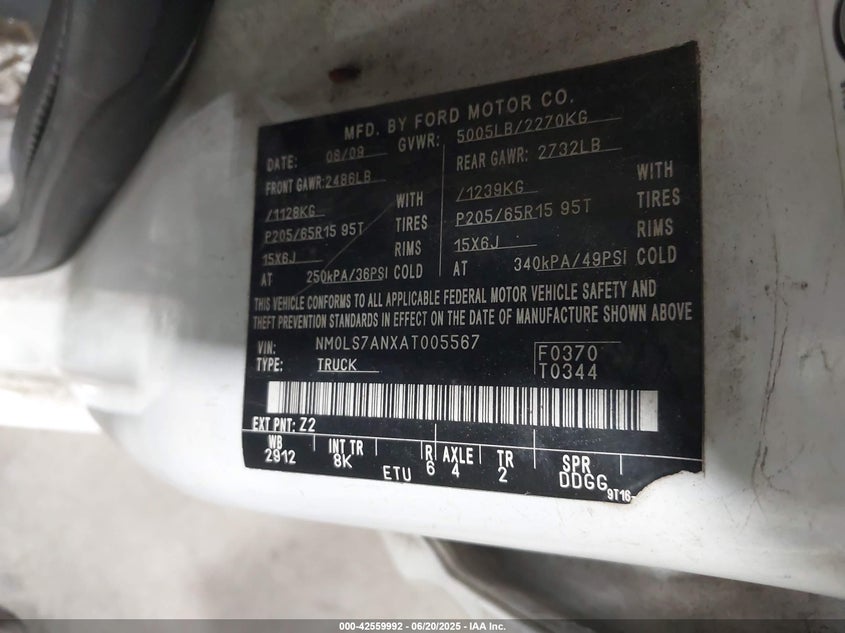 MFD. BY FORD MOTOR CO.
DATE: 08/09 GVWR: 5005LB/2270KG
FRONT GAWR: 2486LB REAR GAWR: 2732LB
/1128KG WITH /1239KG WITH
P205/65R15 95T TIRES P205/65R15 95T TIRES
15X6J RIMS 15X6J RIMS
AT 250kPA/36PSI COLD AT 340kPA/49PSI COLD
THIS VEHICLE CONFORMS TO ALL APPLICABLE FEDERAL MOTOR VEHICLE SAFETY AND
THEFT PREVENTION STANDARDS IN EFFECT ON THE DATE OF MANUFACTURE SHOWN ABOVE
VIN: NM0LS7ANXAT005567 F0370
TYPE: TRUCK T0344
EXT PNT: Z2
WB INT TR R AXLE TR SPR
2912 8K ETU 6 4 2 DDGG
9T16-
000-42559992 - 06/20/2025 - IAA Inc.